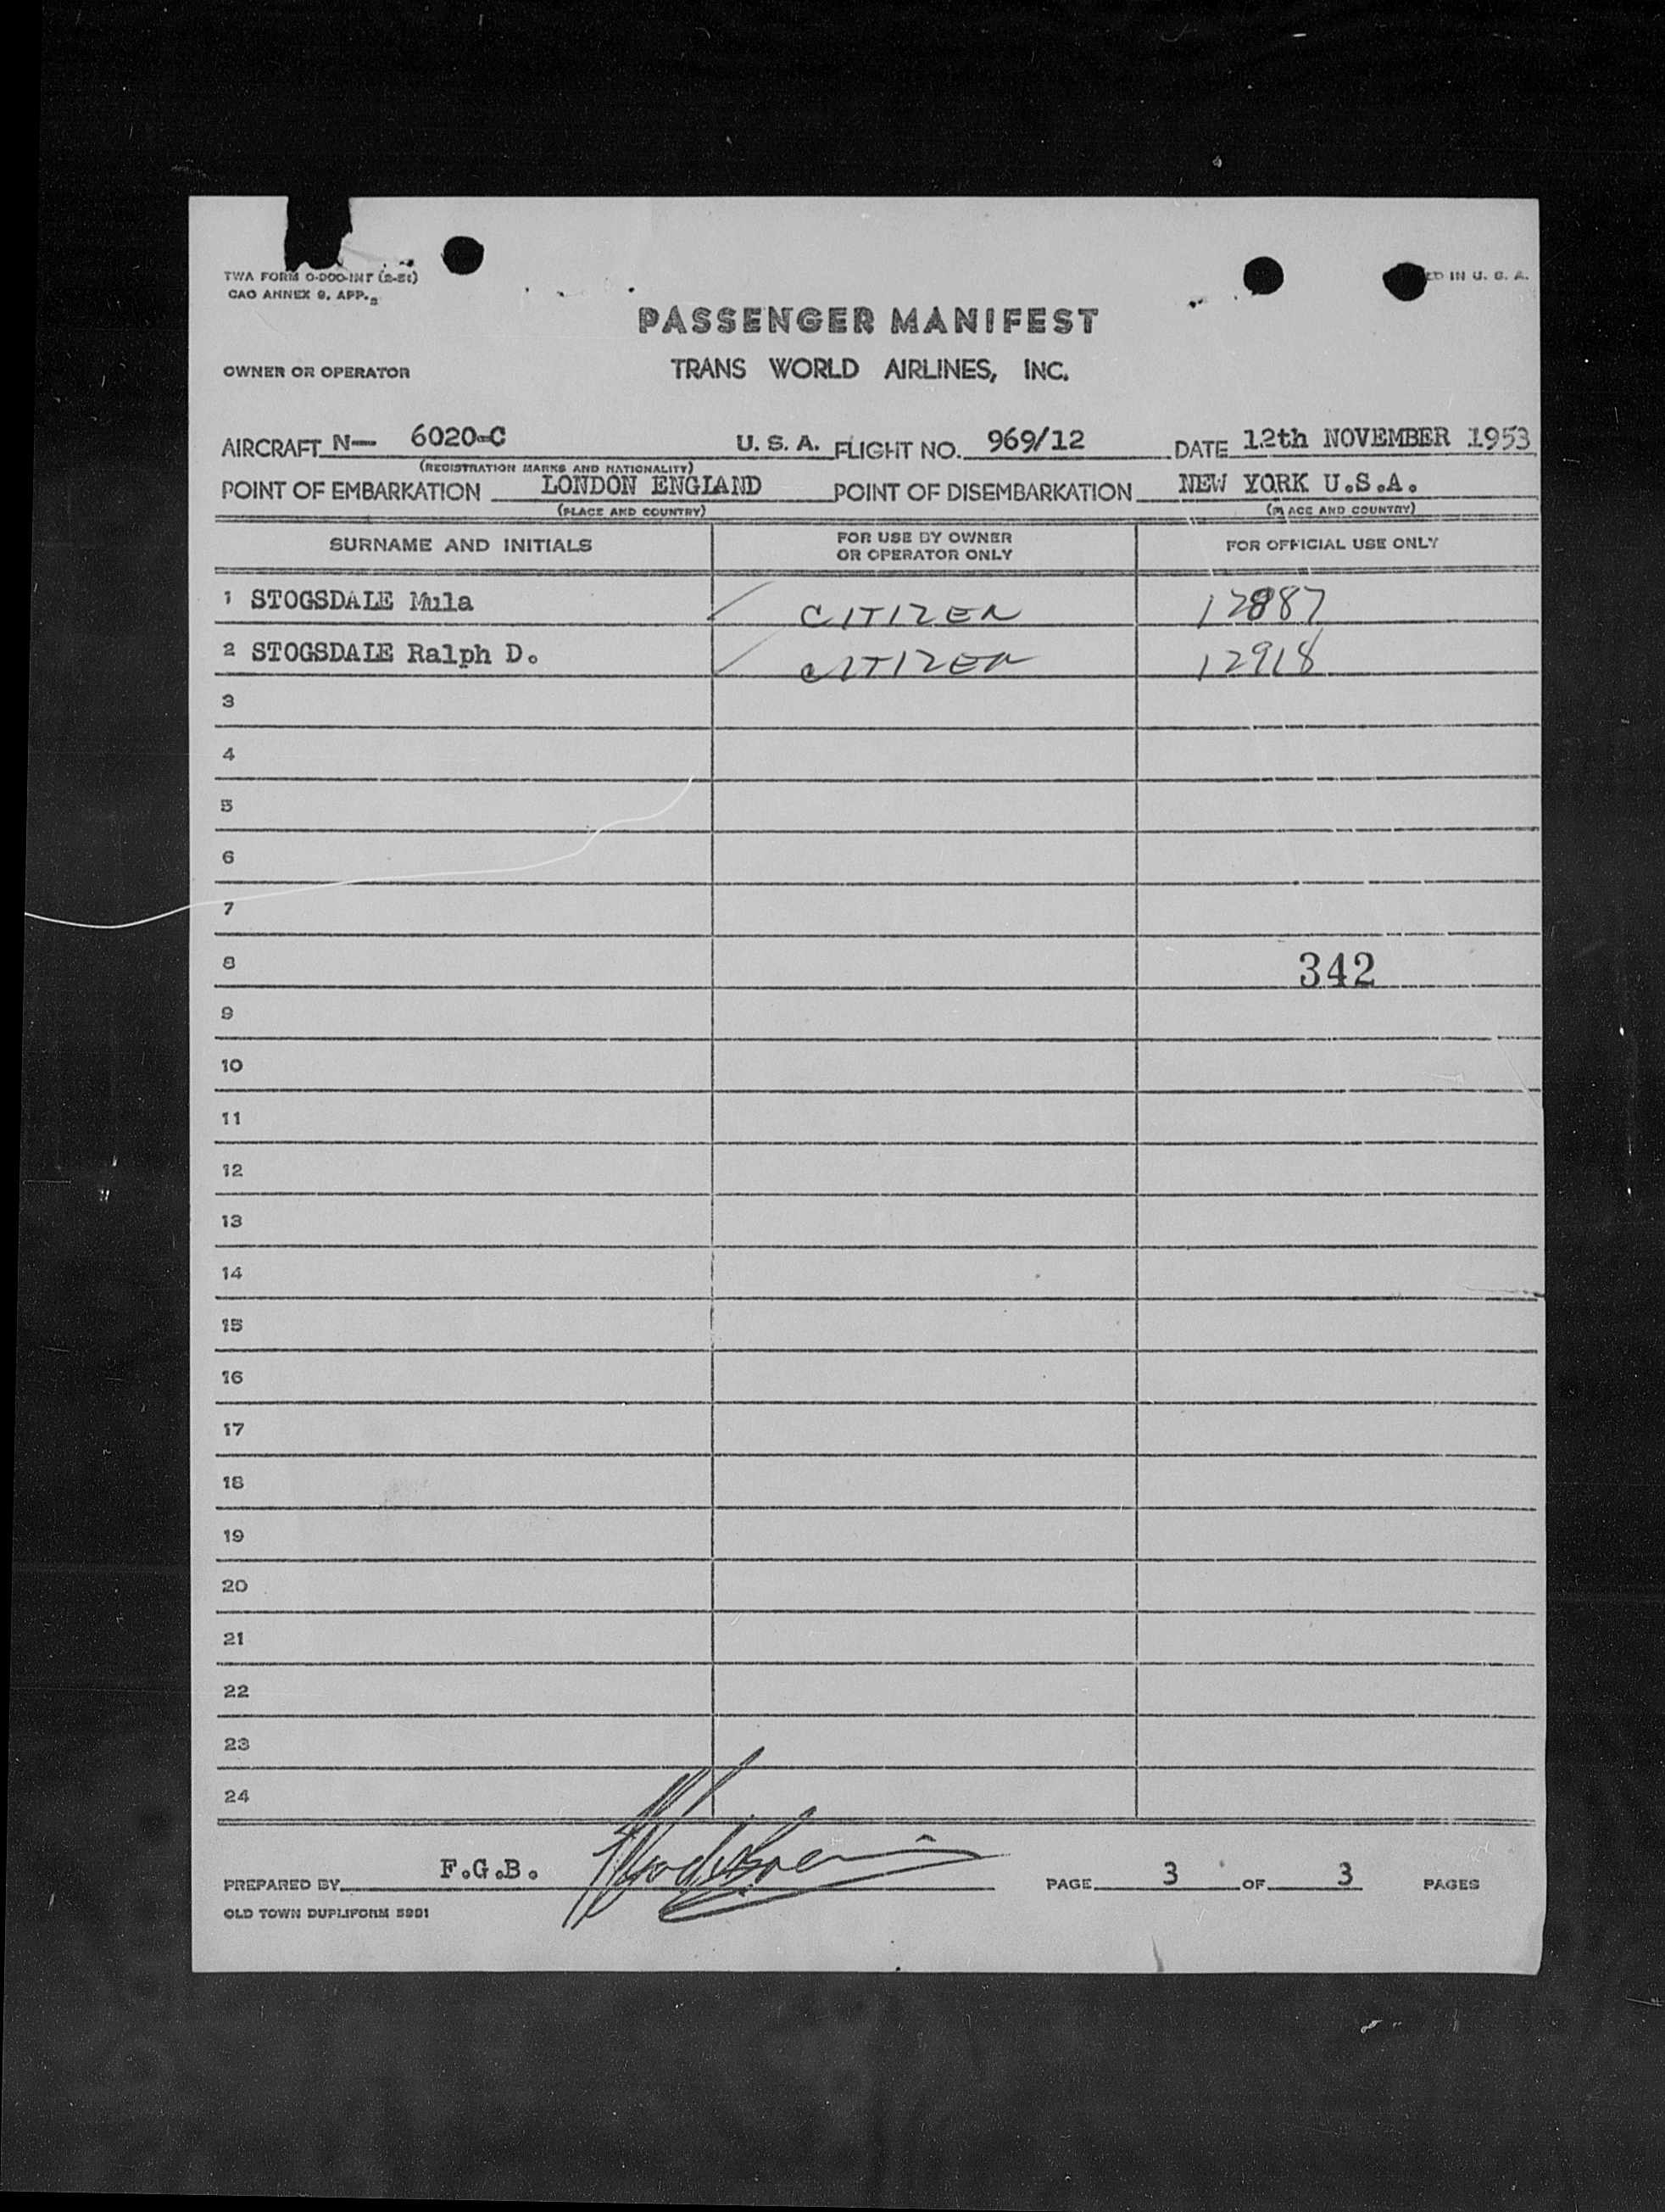 TWA FORM O-200-INT (2-51)
CAO ANNEX 9. APP. 2
ED IN U. S. A.
PASSENGER MANIFEST
OWNER OR OPERATOR TRANS WORLD AIRLINES, INC.
AIRCRAFT N— 6020-C U. S. A. FLIGHT NO. 969/12 DATE 12th NOVEMBER 1953
(REGISTRATION MARKS AND NATIONALITY)
POINT OF EMBARKATION LONDON ENGLAND POINT OF DISEMBARKATION NEW YORK U.S.A.
(PLACE AND COUNTRY) (PLACE AND COUNTRY)
SURNAME AND INITIALS FOR USE BY OWNER OR OPERATOR ONLY FOR OFFICIAL USE ONLY
1 STOGSDALE Mula CITIZEN 12887
2 STOGSDALE Ralph D. CITIZEN 12918
3
4
5
6
7
8 342
9
10
11
12
13
14
15
16
17
18
19
20
21
22
23
24
PREPARED BY F.G.B. PAGE 3 OF 3 PAGES
OLD TOWN DUPLIFORM 5991